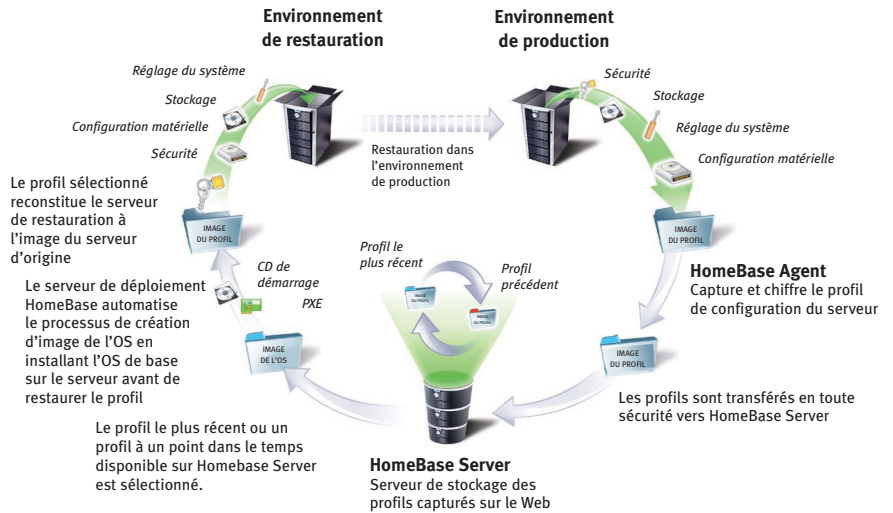 Environnement
de restauration
Environnement
de production
Réglage du système
Stockage
Configuration matérielle
Sécurité
Restauration dans
l'environnement
de production
Sécurité
Stockage
Réglage du système
Configuration matérielle
Le profil sélectionné
reconstitue le serveur
de restauration à
l'image du serveur
d'origine
IMAGE
DU PROFIL
IMAGE
DU PROFIL
HomeBase Agent
Capture et chiffre le profil
de configuration du serveur
Profil le
plus récent
Profil
précédent
IMAGE
DU PROFIL
IMAGE
DU PROFIL
CD de
démarrage
PXE
Le serveur de déploiement
HomeBase automatise
le processus de création
d'image de l'OS en
installant l'OS de base
sur le serveur avant de
restaurer le profil
IMAGE
DE L'OS
IMAGE
DU PROFIL
Les profils sont transférés en toute
sécurité vers HomeBase Server
Le profil le plus récent ou un
profil à un point dans le temps
disponible sur Homebase Server
est sélectionné.
HomeBase Server
Serveur de stockage des
profils capturés sur le Web